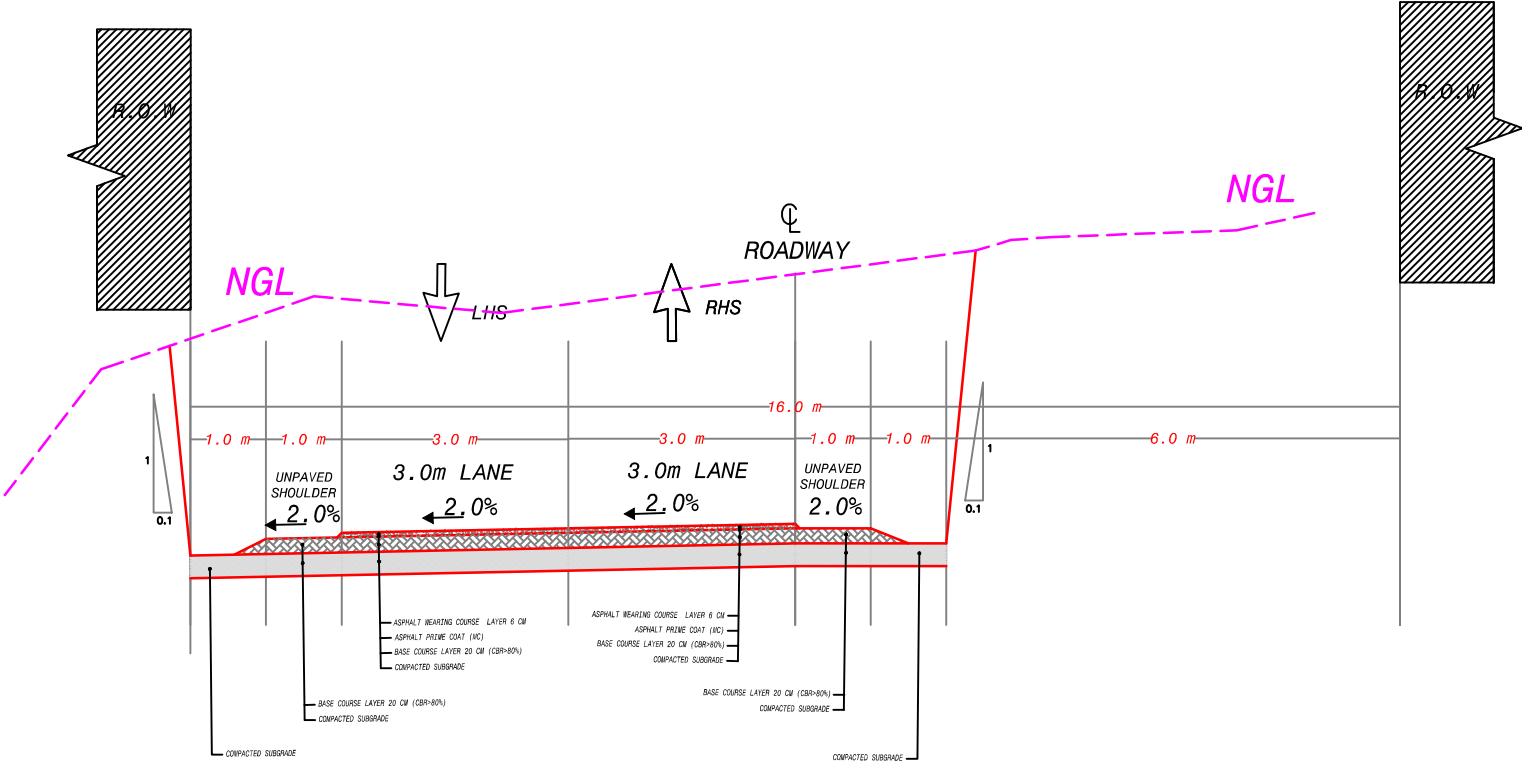 R.O.W
R.O.W
NGL
℄
ROADWAY
NGL
LHS
RHS
16.0 m
1.0 m
1.0 m
3.0 m
3.0 m
1.0 m
1.0 m
6.0 m
1
1
UNPAVED
SHOULDER
3.0m LANE
3.0m LANE
UNPAVED
SHOULDER
2.0%
2.0%
2.0%
2.0%
0.1
0.1
ASPHALT WEARING COURSE LAYER 6 CM
ASPHALT PRIME COAT (MC)
BASE COURSE LAYER 20 CM (CBR>80%)
COMPACTED SUBGRADE
ASPHALT WEARING COURSE LAYER 6 CM
ASPHALT PRIME COAT (MC)
BASE COURSE LAYER 20 CM (CBR>80%)
COMPACTED SUBGRADE
BASE COURSE LAYER 20 CM (CBR>80%)
COMPACTED SUBGRADE
BASE COURSE LAYER 20 CM (CBR>80%)
COMPACTED SUBGRADE
COMPACTED SUBGRADE
COMPACTED SUBGRADE